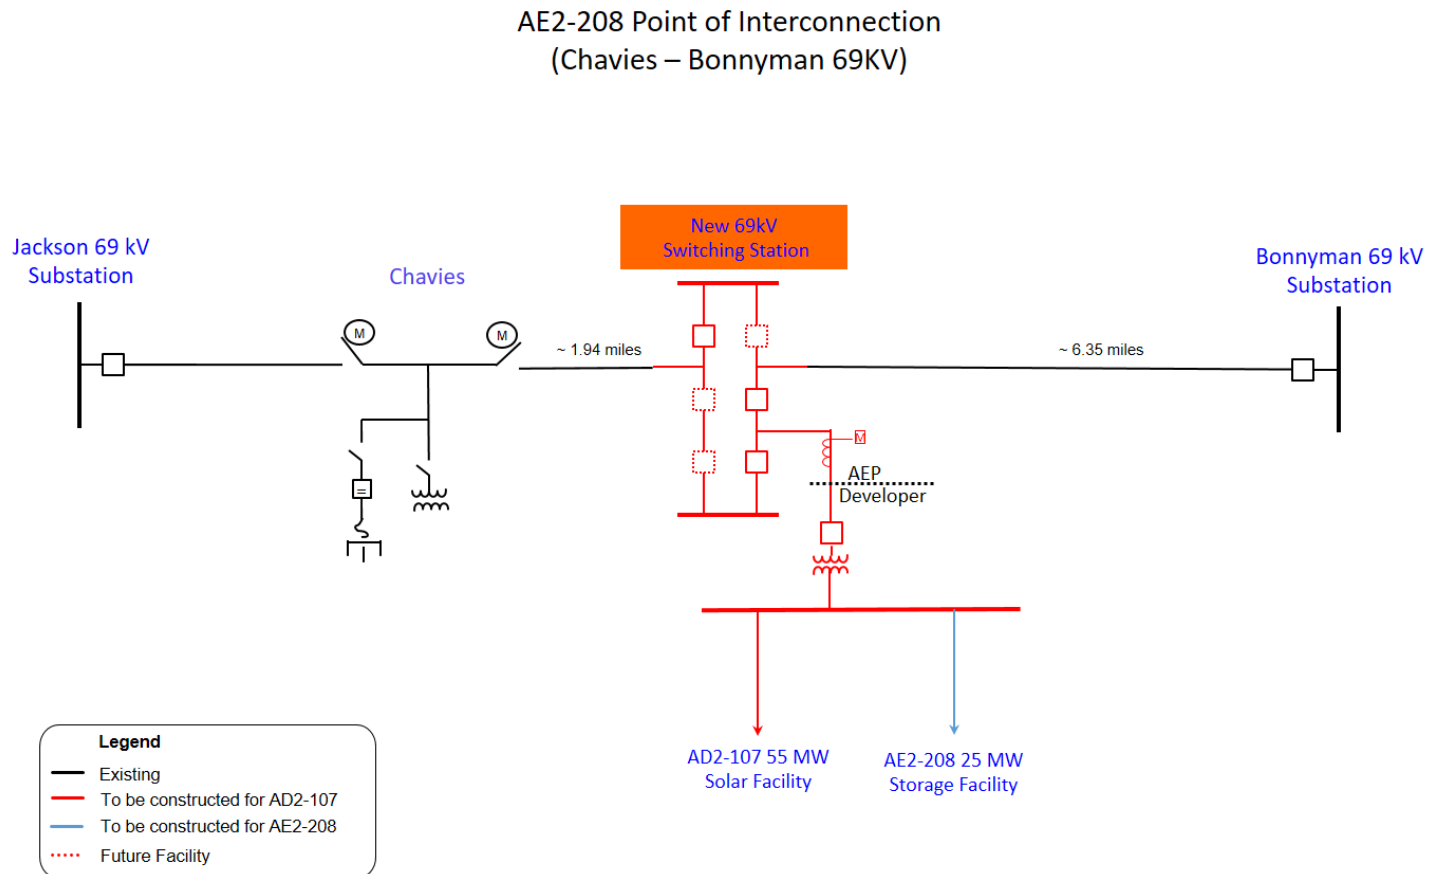 AE2-208 Point of Interconnection
(Chavies – Bonnyman 69KV)
New 69kV
Switching Station
Jackson 69 kV
Substation
Chavies
Bonnyman 69 kV
Substation
M
M
~ 1.94 miles
~ 6.35 miles
M
AEP
Developer
AD2-107 55 MW
Solar Facility
AE2-208 25 MW
Storage Facility
Legend
Existing
To be constructed for AD2-107
To be constructed for AE2-208
Future Facility